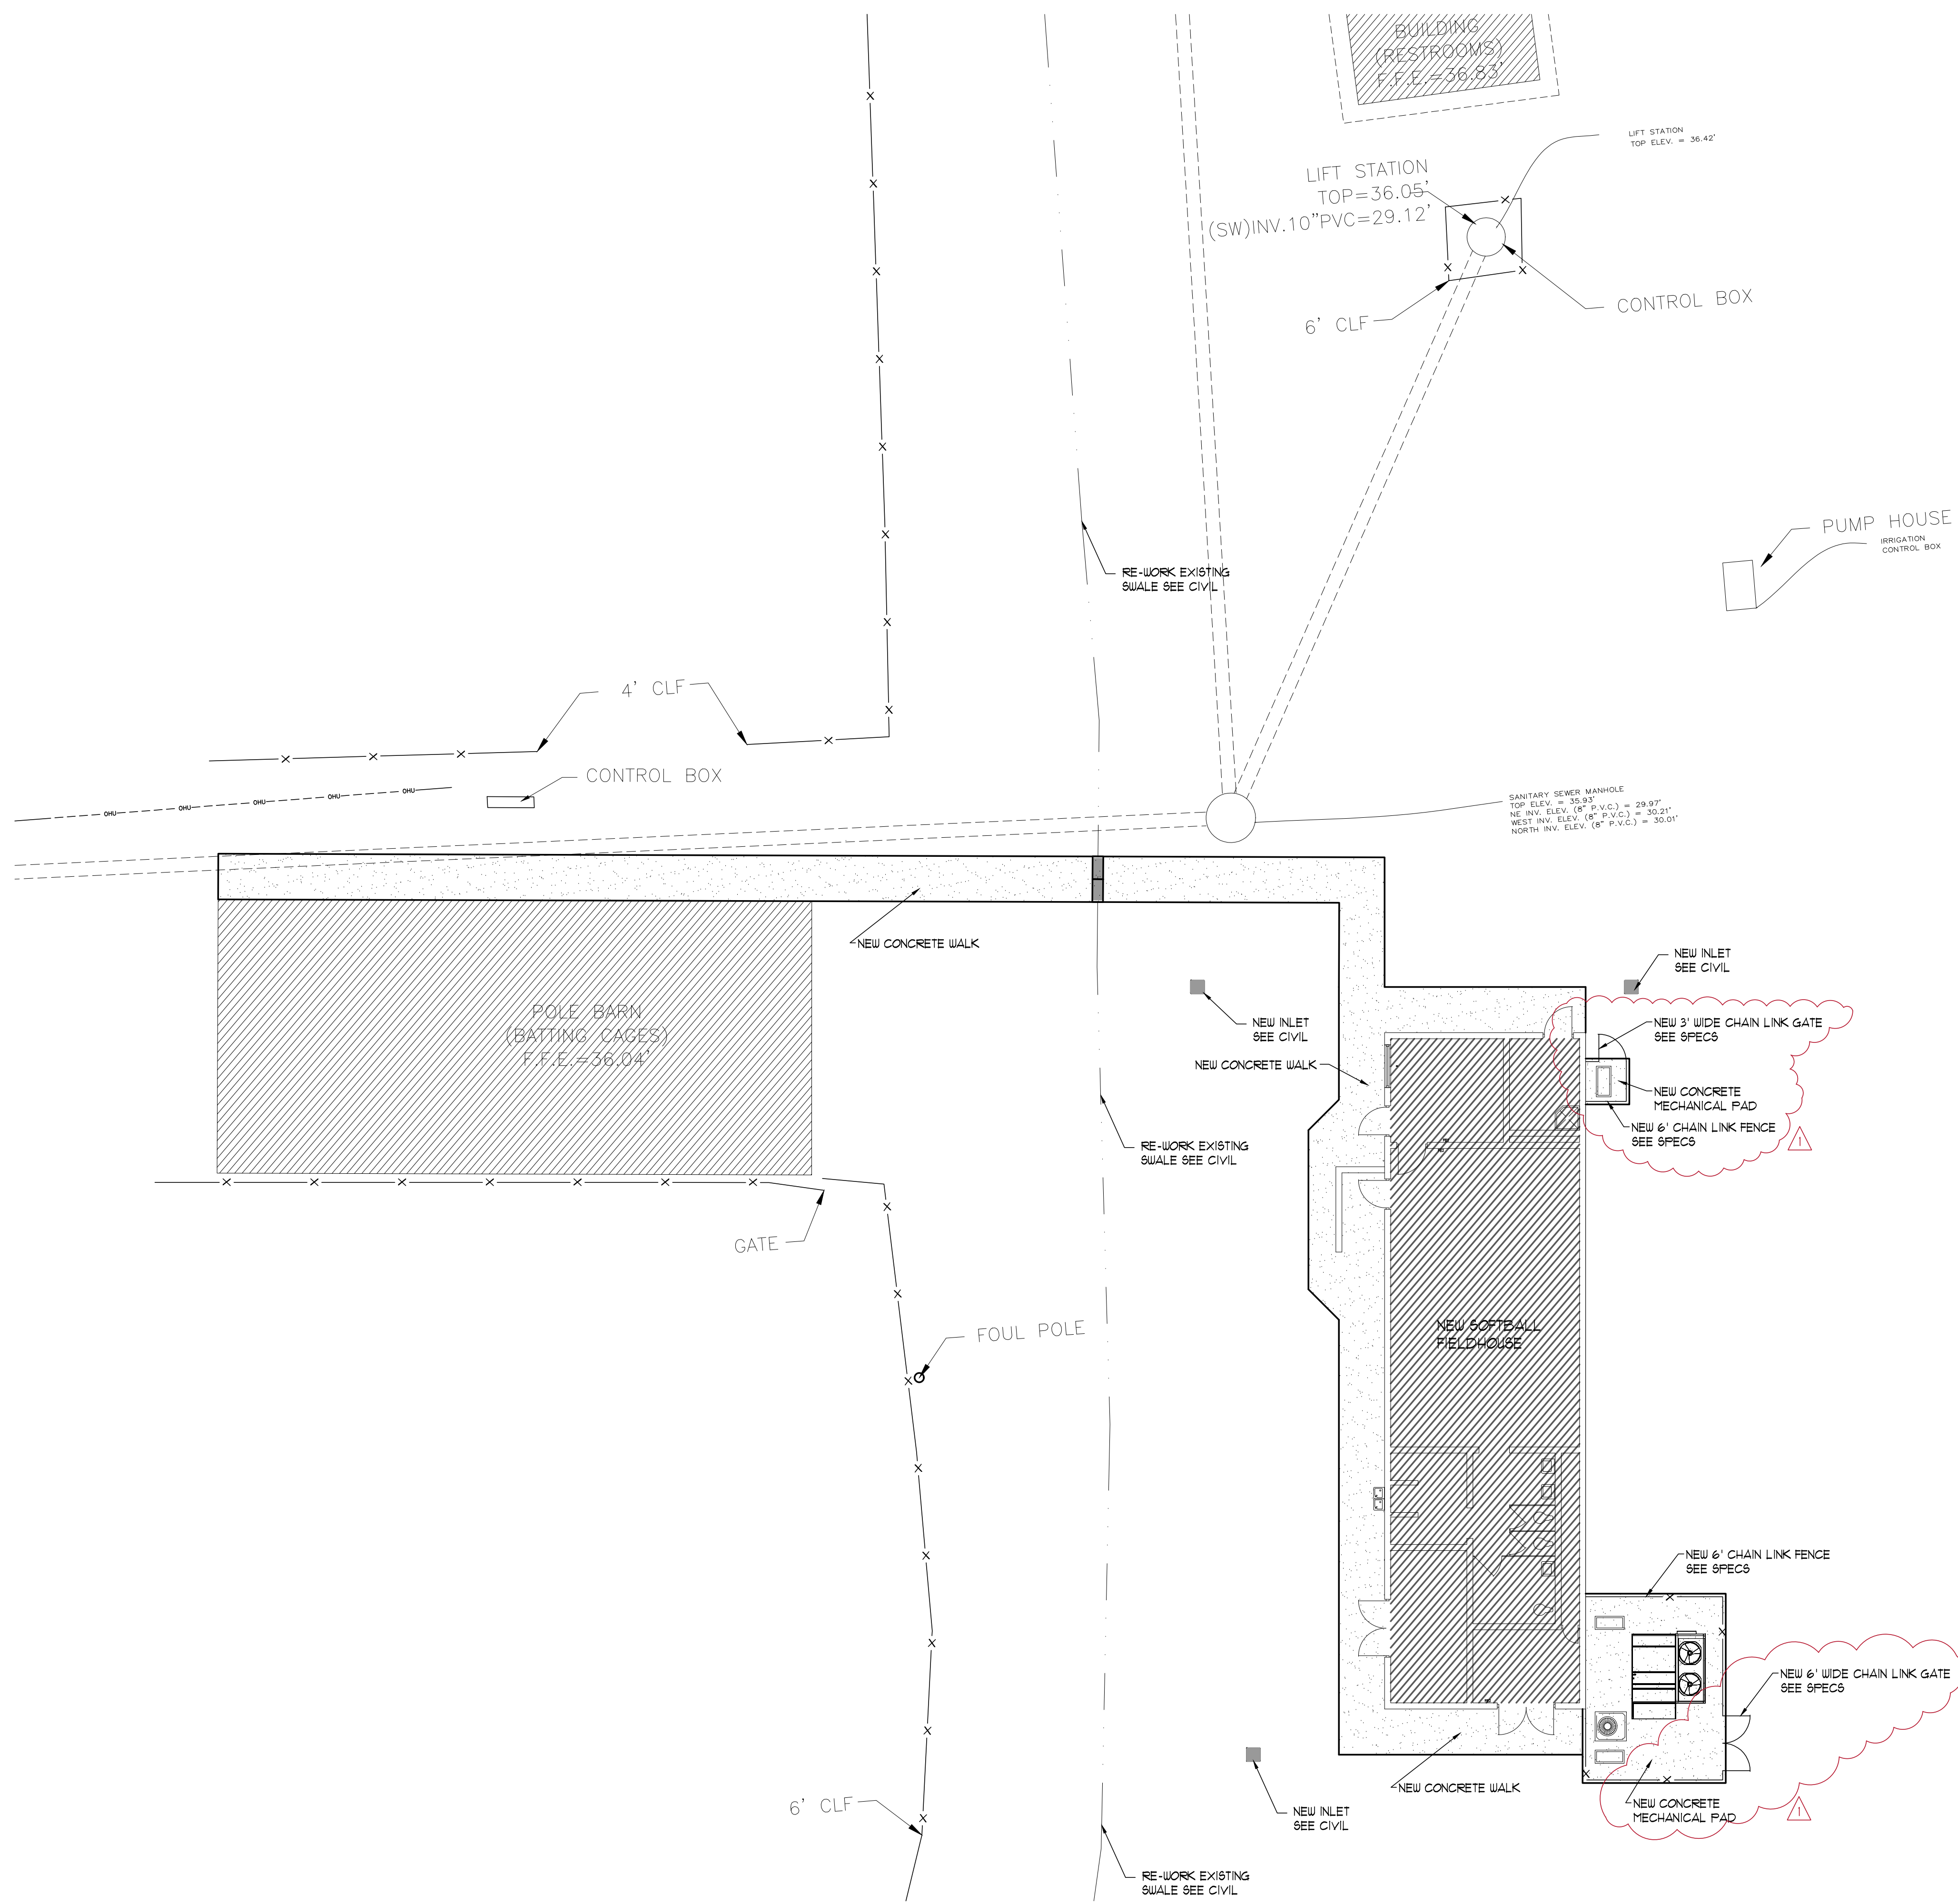 BUILDING
(RESTROOMS)
F.F.E.=36.83'
LIFT STATION
TOP ELEV. = 36.42'
LIFT STATION
TOP=36.05'
(SW)INV.10"PVC=29.12'
6' CLF
CONTROL BOX
PUMP HOUSE
IRRIGATION
CONTROL BOX
RE-WORK EXISTING
SWALE SEE CIVIL
4' CLF
CONTROL BOX
OHU
OHU
OHU
OHU
OHU
SANITARY SEWER MANHOLE
TOP ELEV. = 35.93'
NE INV. ELEV. (8" P.V.C.) = 29.97'
WEST INV. ELEV. (8" P.V.C.) = 30.21'
NORTH INV. ELEV. (8" P.V.C.) = 30.01'
NEW CONCRETE WALK
NEW INLET
SEE CIVIL
POLE BARN
(BATTING CAGES)
F.F.E.=36.04'
NEW INLET
SEE CIVIL
NEW 3' WIDE CHAIN LINK GATE
SEE SPECS
NEW CONCRETE WALK
NEW CONCRETE
MECHANICAL PAD
NEW 6' CHAIN LINK FENCE
SEE SPECS
1
RE-WORK EXISTING
SWALE SEE CIVIL
GATE
FOUL POLE
NEW SOFTBALL
FIELDHOUSE
NEW 6' CHAIN LINK FENCE
SEE SPECS
NEW 6' WIDE CHAIN LINK GATE
SEE SPECS
NEW CONCRETE WALK
NEW CONCRETE
MECHANICAL PAD
1
6' CLF
NEW INLET
SEE CIVIL
RE-WORK EXISTING
SWALE SEE CIVIL